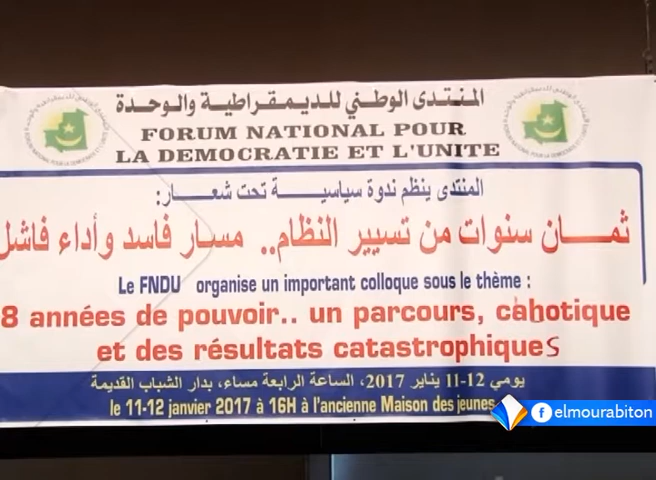 المنتدى الوطني للديمقراطية والوحدة
FORUM NATIONAL POUR
LA DEMOCRATIE ET L'UNITE
المنتدى ينظم ندوة سياسية تحت شعار:
ثمان سنوات من تسيير النظام.. مسار فاسد وأداء فاشل
Le FNDU organise un important colloque sous le thème :
8 années de pouvoir.. un parcours, cahotique
et des résultats catastrophiques
يومي 12-11 يناير 2017، الساعة الرابعة مساء، بدار الشباب القديمة
le 11-12 janvier 2017 à 16H à l'ancienne Maison des jeunes
elmourabiton